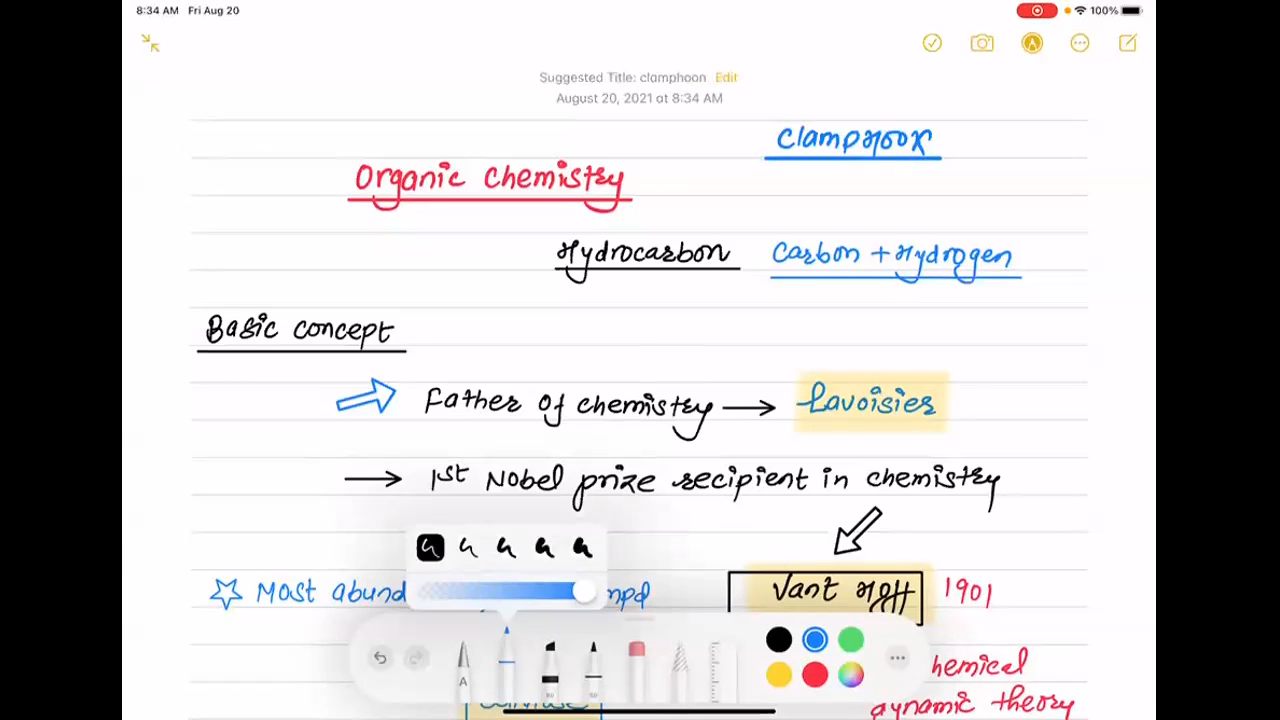 8:34 AM Fri Aug 20
100%
Suggested Title: clamphoon Edit
August 20, 2021 at 8:34 AM
Clamphoox
Organic chemistry
Hydrocarbon Carbon + Hydrogen
Basic concept
Father of chemistry → Lavoisier
→ 1st Nobel prize recipient in chemistry
☆ Most abund mpd Vant Hoff 1901
hemical
dynamic theory